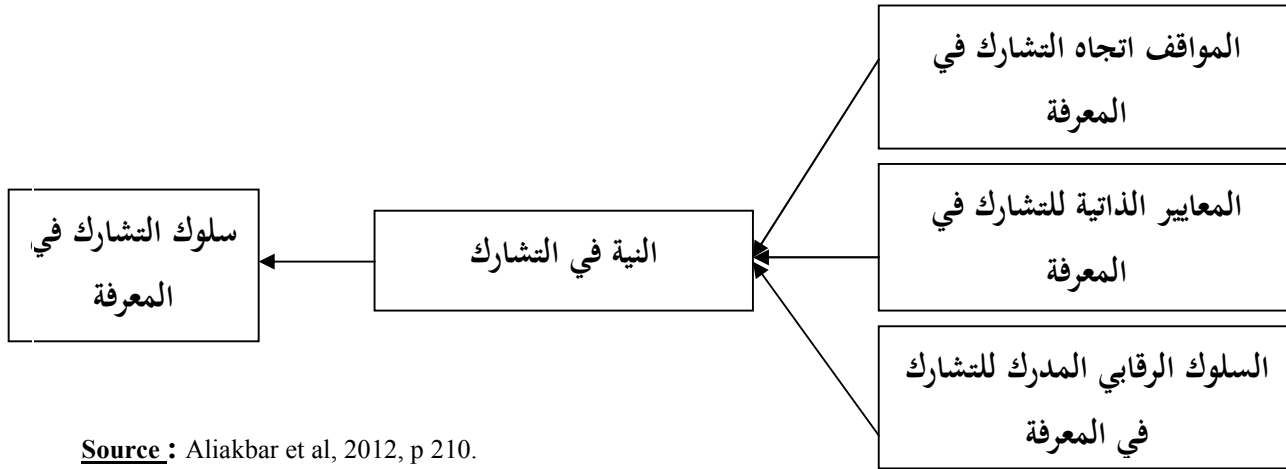 المواقف اتجاه التشارك في
المعرفة
المعايير الذاتية للتشارك في
المعرفة
السلوك الرقابي المدرك للتشارك
في المعرفة
النية في التشارك
سلوك التشارك في
المعرفة
Source : Aliakbar et al, 2012, p 210.